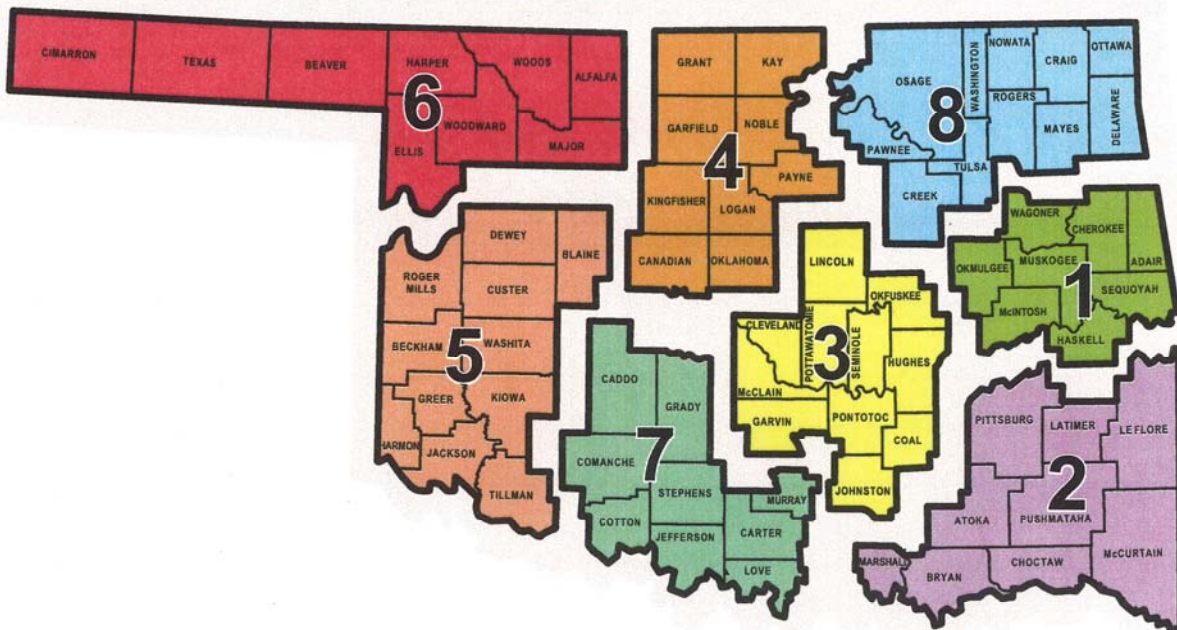 CIMARRON
TEXAS
BEAVER
HARPER
WOODS
ALFALFA
6
WOODWARD
ELLIS
MAJOR
GRANT
KAY
GARFIELD
NOBLE
4
PAYNE
KINGFISHER
LOGAN
CANADIAN
OKLAHOMA
OSAGE
WASHINGTON
NOWATA
CRAIG
OTTAWA
8
ROGERS
MAYES
DELAWARE
PAWNEE
TULSA
CREEK
WAGONER
CHEROKEE
ADAIR
OKMULGEE
MUSKOGEE
1
SEQUOYAH
McINTOSH
HASKELL
DEWEY
BLAINE
ROGER
MILLS
CUSTER
5
BECKHAM
WASHITA
GREER
KIOWA
HARMON
JACKSON
TILLMAN
LINCOLN
OKFUSKEE
CLEVELAND
POTTAWATOMIE
3
SEMINOLE
HUGHES
McCLAIN
GARVIN
PONTOTOC
COAL
JOHNSTON
CADDO
GRADY
7
COMANCHE
STEPHENS
MURRAY
COTTON
JEFFERSON
CARTER
LOVE
PITTSBURG
LATIMER
LEFLORE
2
ATOKA
PUSHMATAHA
McCURTAIN
MARSHALL
BRYAN
CHOCTAW